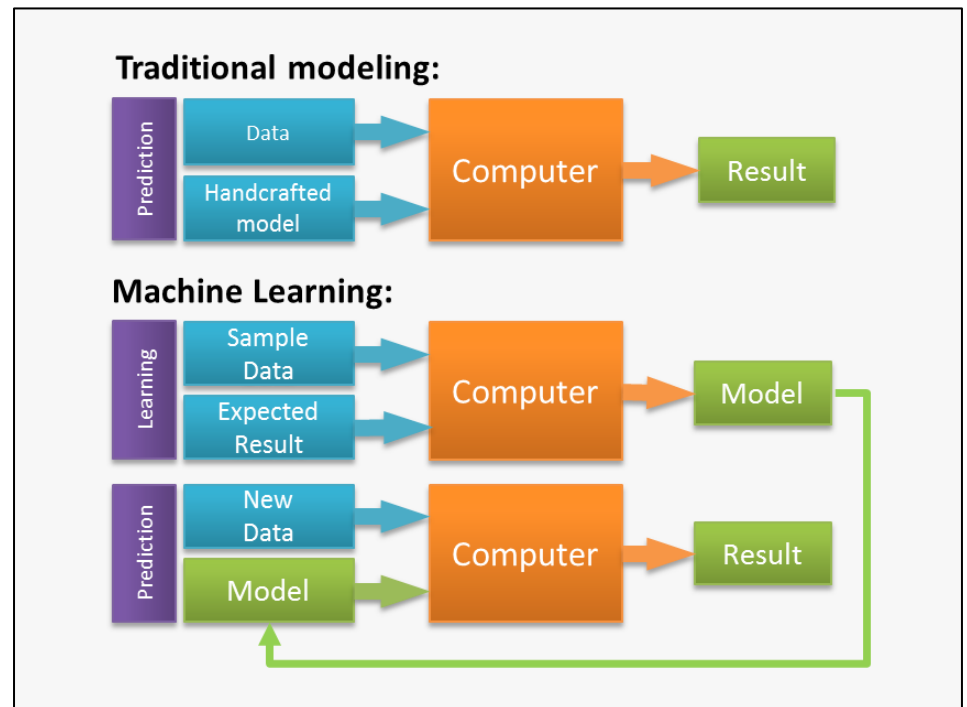 Traditional modeling:
Prediction
Data
Handcrafted
model
Computer
Result
Machine Learning:
Learning
Sample
Data
Expected
Result
Computer
Model
Prediction
New
Data
Model
Computer
Result